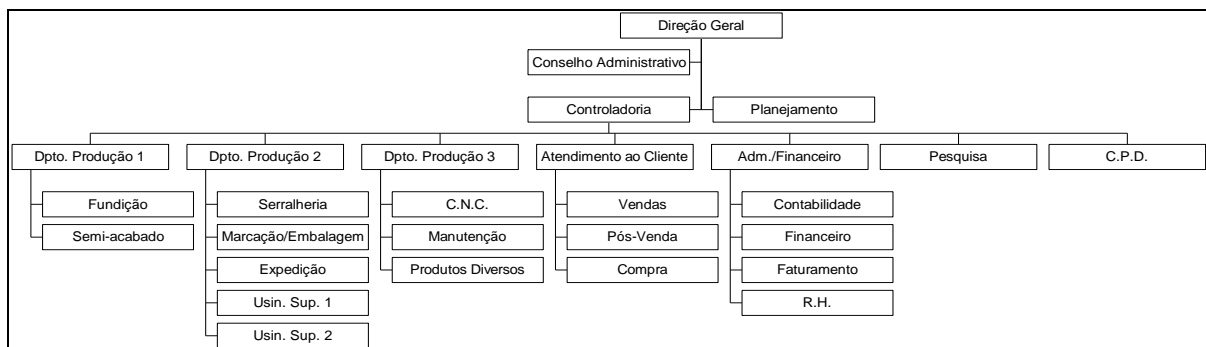 Direção Geral
Conselho Administrativo
Controladoria
Planejamento
Dpto. Produção 1
Dpto. Produção 2
Dpto. Produção 3
Atendimento ao Cliente
Adm./Financeiro
Pesquisa
C.P.D.
Fundição
Serralheria
C.N.C.
Vendas
Contabilidade
Semi-acabado
Marcação/Embalagem
Manutenção
Pós-Venda
Financeiro
Expedição
Produtos Diversos
Compra
Faturamento
Usin. Sup. 1
R.H.
Usin. Sup. 2